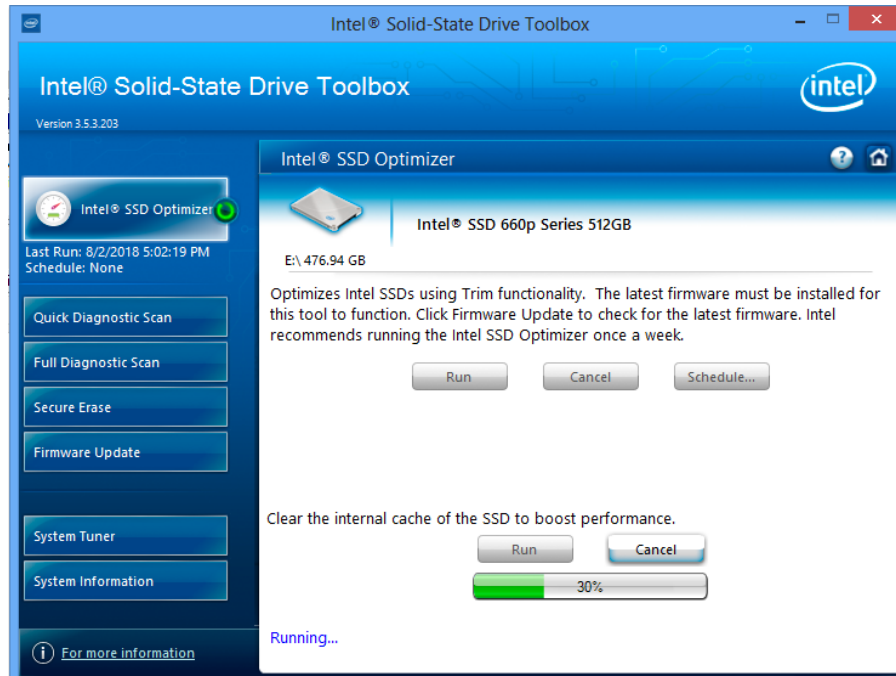 Intel® Solid-State Drive Toolbox
Intel® Solid-State Drive Toolbox
intel
Version 3.5.3.203
Intel® SSD Optimizer
?
Intel® SSD Optimizer
Intel® SSD 660p Series 512GB
Last Run: 8/2/2018 5:02:19 PM
Schedule: None
E:\ 476.94 GB
Optimizes Intel SSDs using Trim functionality. The latest firmware must be installed for
this tool to function. Click Firmware Update to check for the latest firmware. Intel
recommends running the Intel SSD Optimizer once a week.
Quick Diagnostic Scan
Full Diagnostic Scan
Run Cancel Schedule...
Secure Erase
Firmware Update
Clear the internal cache of the SSD to boost performance.
System Tuner
Run Cancel
System Information
30%
Running...
i For more information